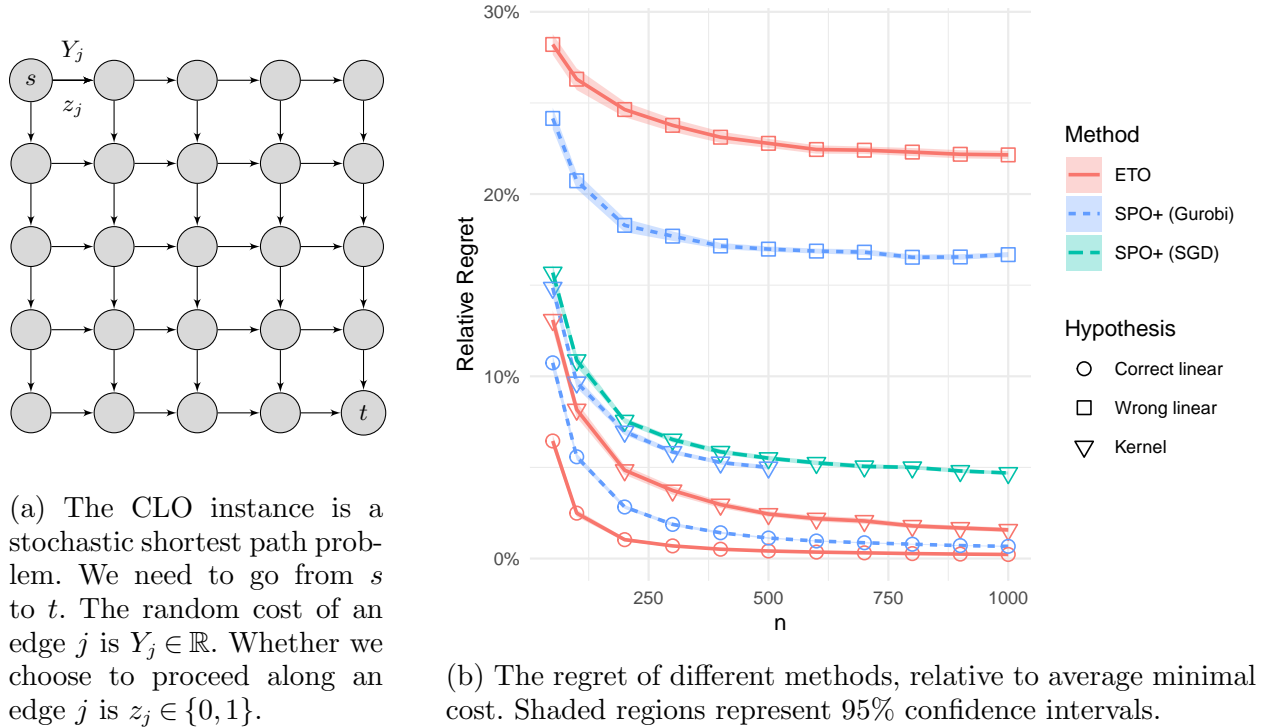 Y_j
s
z_j
t
(a) The CLO instance is a
stochastic shortest path prob-
lem. We need to go from s
to t. The random cost of an
edge j is Y_j ∈ ℝ. Whether we
choose to proceed along an
edge j is z_j ∈ {0, 1}.
30%
20%
10%
0%
Relative Regret
250
500
750
1000
n
Method
ETO
SPO+ (Gurobi)
SPO+ (SGD)
Hypothesis
Correct linear
Wrong linear
Kernel
(b) The regret of different methods, relative to average minimal
cost. Shaded regions represent 95% confidence intervals.